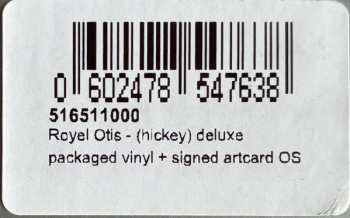 0 602478 547638
516511000
Royel Otis - (hickey) deluxe
packaged vinyl + signed artcard OS